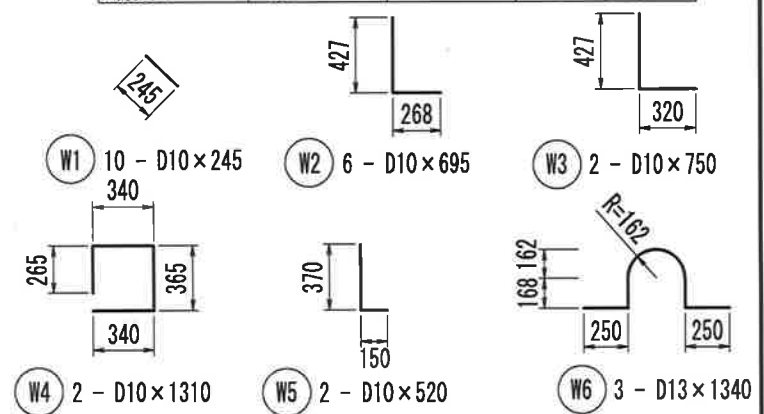 245
W1 10 - D10×245
427
268
W2 6 - D10×695
427
320
W3 2 - D10×750
340
265
365
340
W4 2 - D10×1310
370
150
W5 2 - D10×520
R=162
162
168
250
250
W6 3 - D13×1340